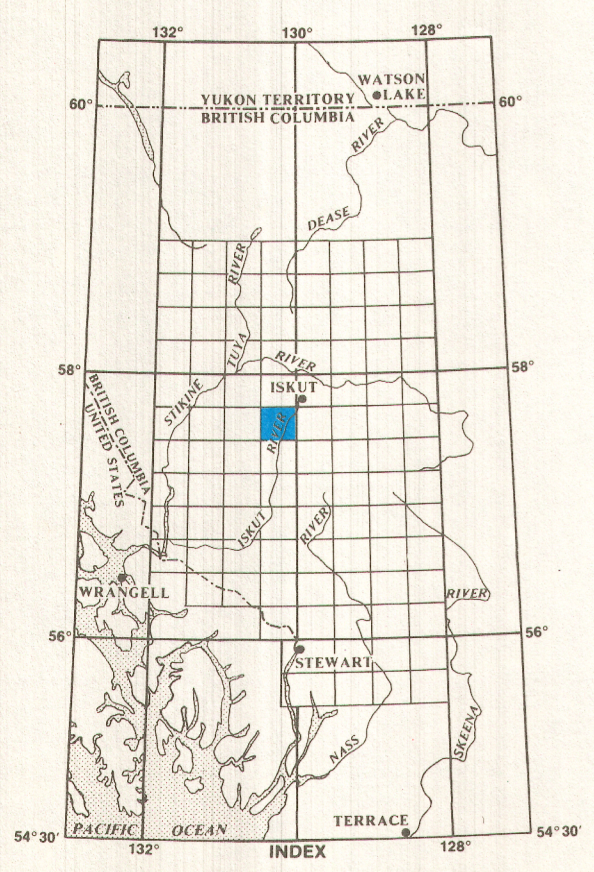 132° 130° 128°
WATSON
LAKE
60° 60°
YUKON TERRITORY
BRITISH COLUMBIA
RIVER
DEASE
RIVER
TUYA
58° 58°
RIVER
STIKINE
ISKUT
BRITISH COLUMBIA
UNITED STATES
RIVER
ISKUT
RIVER
WRANGELL
RIVER
56° 56°
STEWART
NASS
SKEENA
TERRACE
54°30' 54°30'
PACIFIC OCEAN
132° 128°
INDEX